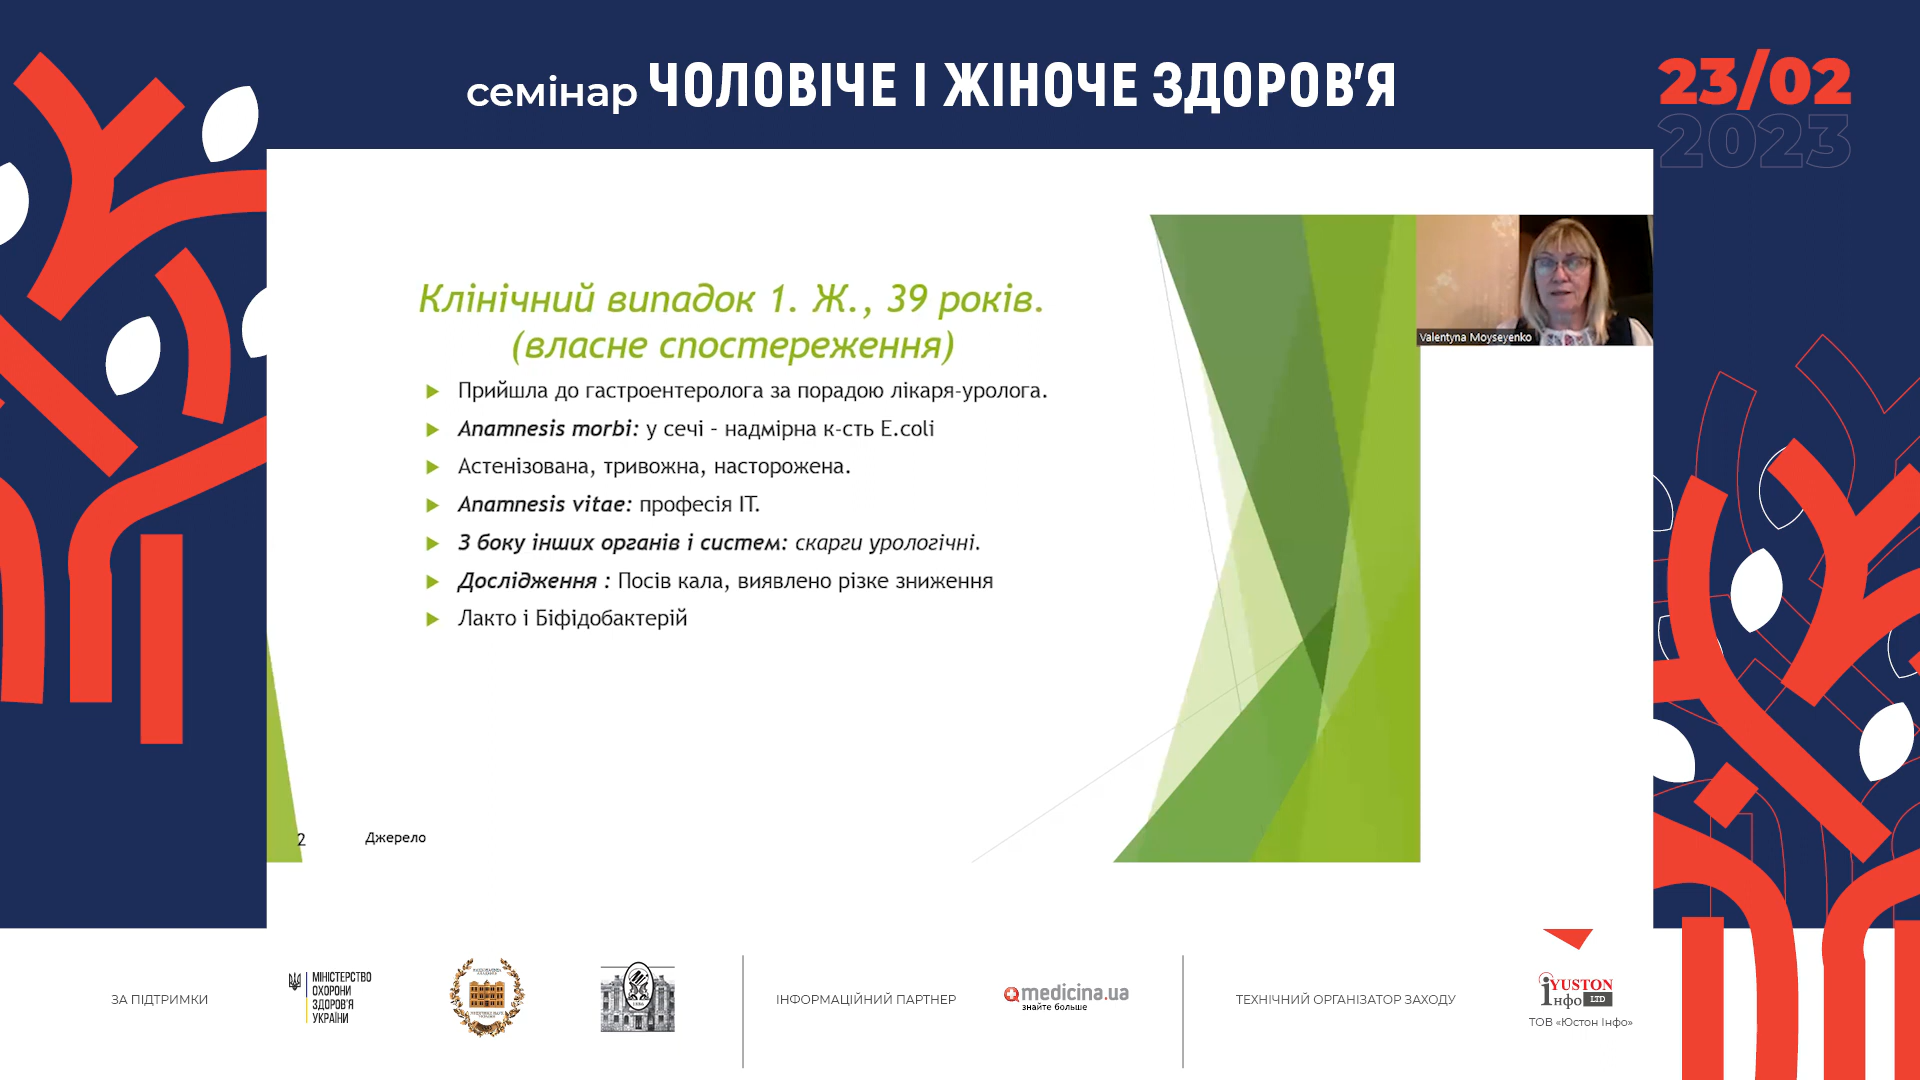 семінар ЧОЛОВІЧЕ І ЖІНОЧЕ ЗДОРОВ'Я
23/02
2023
Valentyna Moyseyenko
Клінічний випадок 1. Ж., 39 років.
(власне спостереження)
Прийшла до гастроентеролога за порадою лікаря-уролога.
Anamnesis morbi: у сечі – надмірна к-сть E.coli
Астенізована, тривожна, насторожена.
Anamnesis vitae: професія ІТ.
З боку інших органів і систем: скарги урологічні.
Дослідження : Посів кала, виявлено різке зниження
Лакто і Біфідобактерій
2
Джерело
ЗА ПІДТРИМКИ
МІНІСТЕРСТВО
ОХОРОНИ
ЗДОРОВ'Я
УКРАЇНИ
ІНФОРМАЦІЙНИЙ ПАРТНЕР
medicina.ua
знайте больше
ТЕХНІЧНИЙ ОРГАНІЗАТОР ЗАХОДУ
iYUSTON
Інфо LTD
ТОВ «Юстон Інфо»